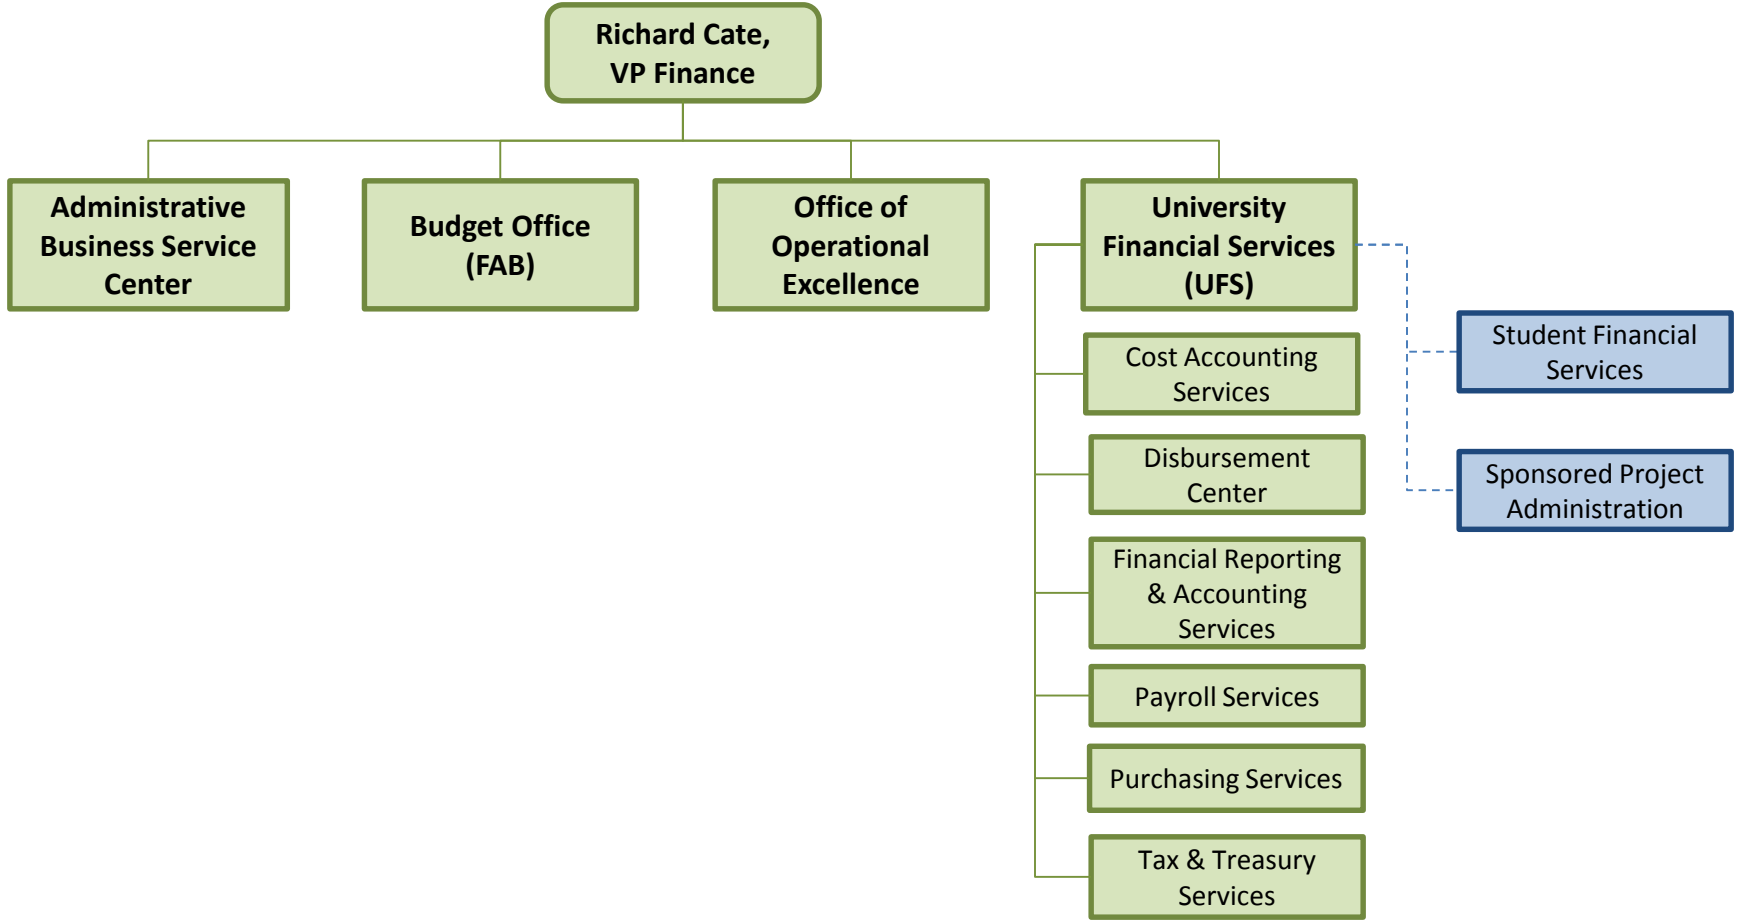 Richard Cate,
VP Finance
Administrative
Business Service
Center
Budget Office
(FAB)
Office of
Operational
Excellence
University
Financial Services
(UFS)
Cost Accounting
Services
Disbursement
Center
Financial Reporting
& Accounting
Services
Payroll Services
Purchasing Services
Tax & Treasury
Services
Student Financial
Services
Sponsored Project
Administration